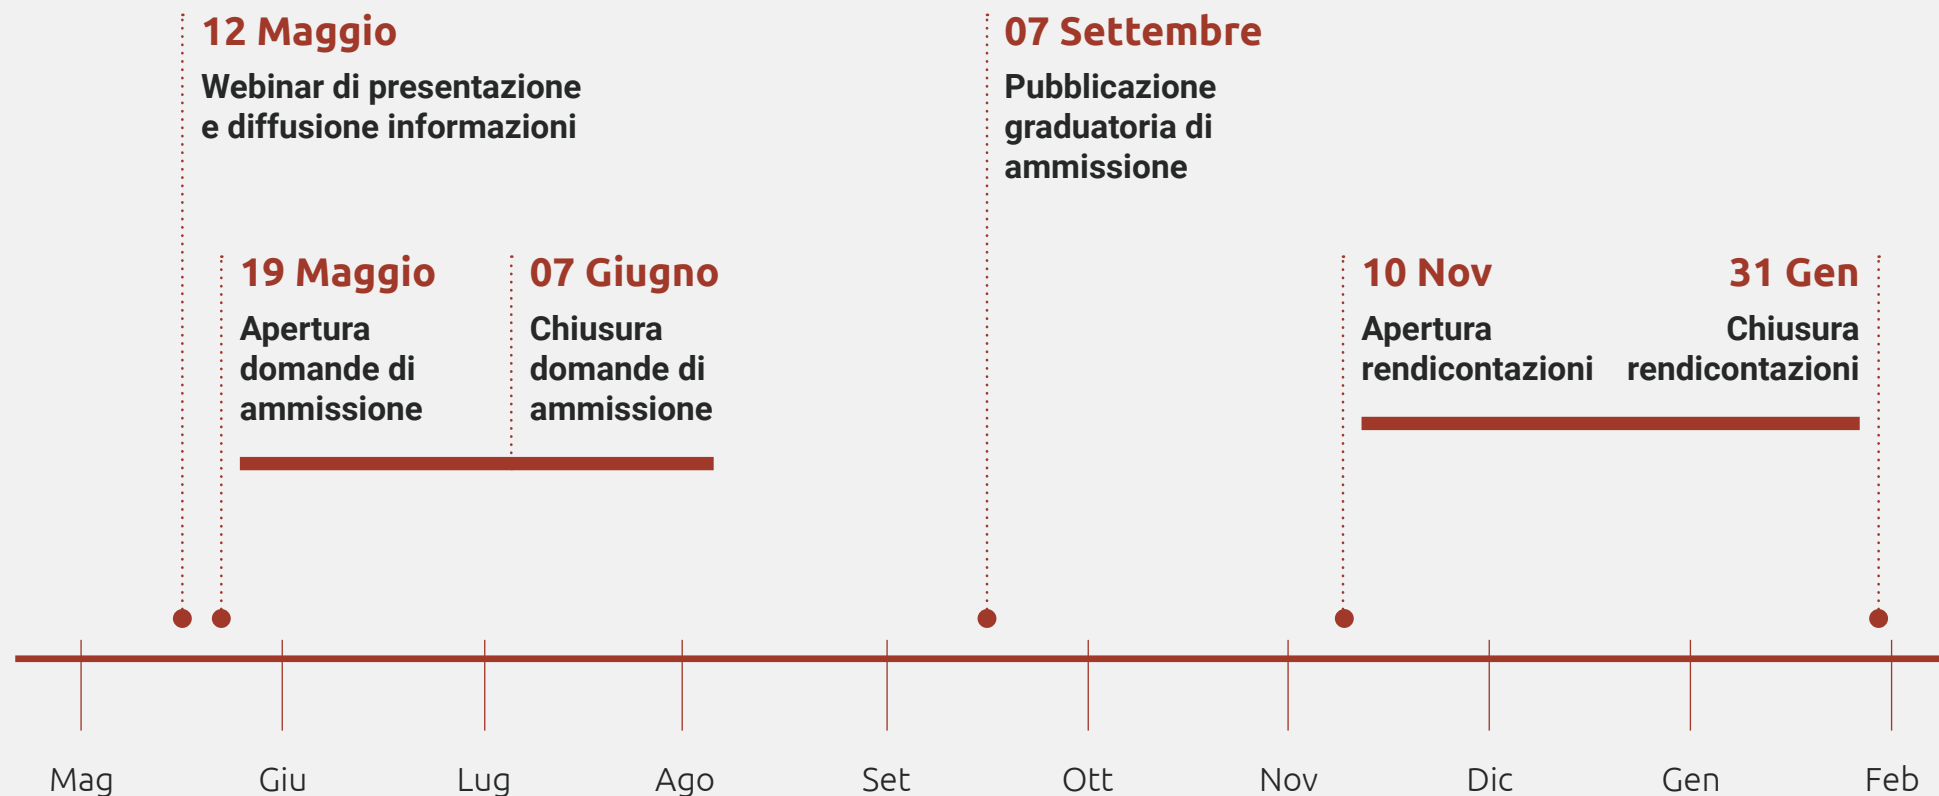 12 Maggio
Webinar di presentazione
e diffusione informazioni
07 Settembre
Pubblicazione
graduatoria di
ammissione
19 Maggio
Apertura
domande di
ammissione
07 Giugno
Chiusura
domande di
ammissione
10 Nov
Apertura
rendicontazioni
31 Gen
Chiusura
rendicontazioni
Mag Giu Lug Ago Set Ott Nov Dic Gen Feb